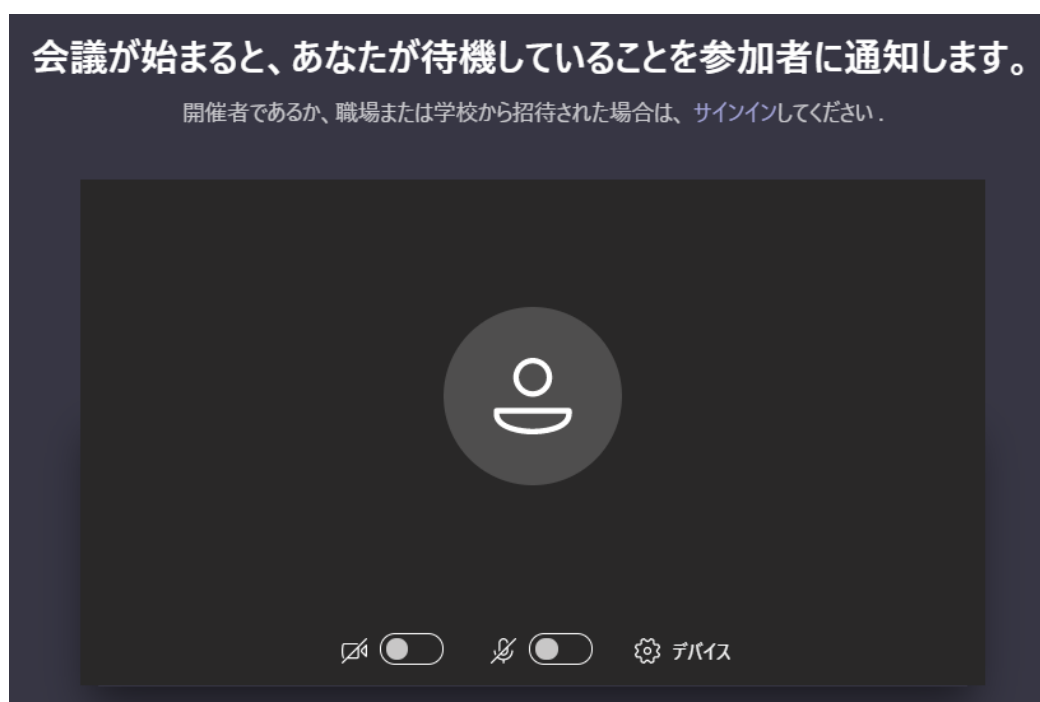 会議が始まると、あなたが待機していることを参加者に通知します。
開催者であるか、職場または学校から招待された場合は、サインインしてください.
デバイス